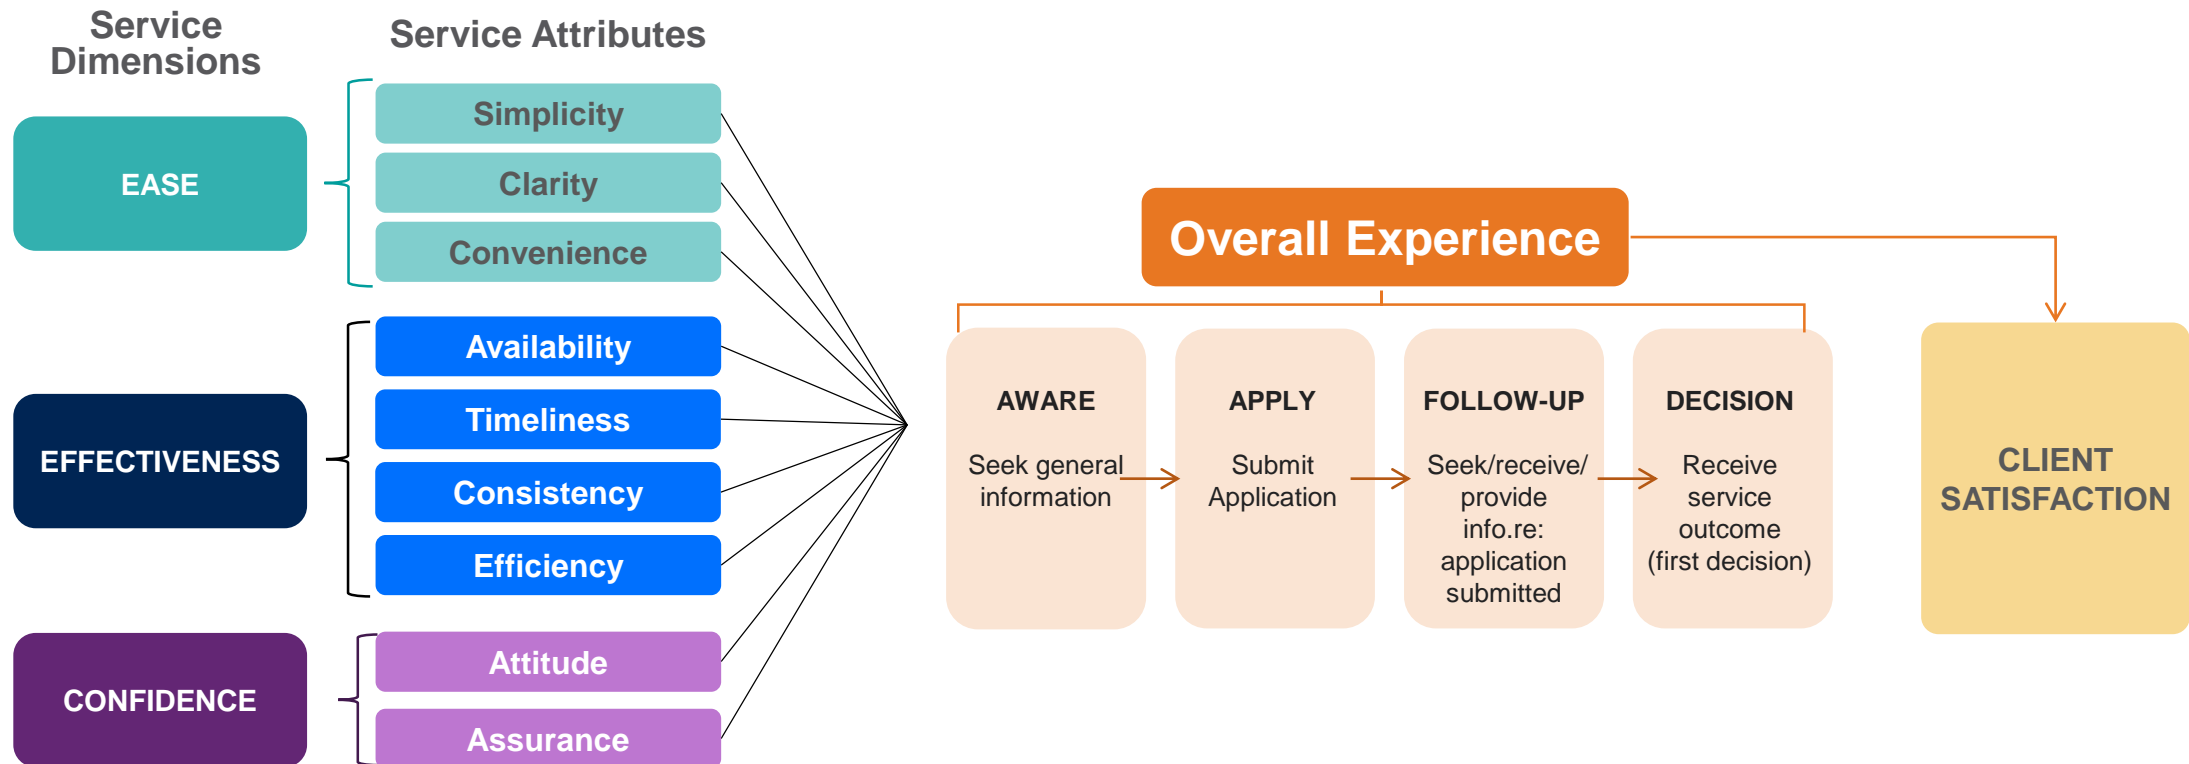 Service
Dimensions
Service Attributes
EASE
Simplicity
Clarity
Convenience
EFFECTIVENESS
Availability
Timeliness
Consistency
Efficiency
CONFIDENCE
Attitude
Assurance
Overall Experience
AWARE
Seek general
information
APPLY
Submit
Application
FOLLOW-UP
Seek/receive/
provide
info.re:
application
submitted
DECISION
Receive
service
outcome
(first decision)
CLIENT
SATISFACTION